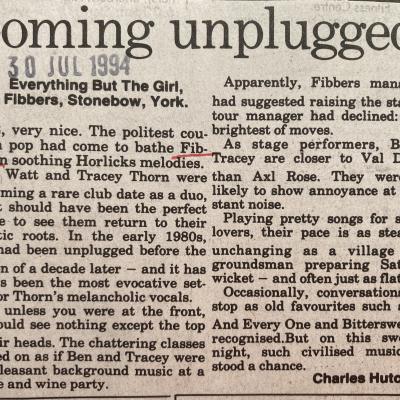 oming unplugged
30 JUL 1994
Everything But The Girl,
Fibbers, Stonebow, York.
, very nice. The politest cou-
pop had come to bathe Fib-
n soothing Horlicks melodies.
Watt and Tracey Thorn were
ming a rare club date as a duo,
t should have been the perfect
e to see them return to their
tic roots. In the early 1980s,
had been unplugged before the
n of a decade later – and it has
s been the most evocative set-
or Thorn's melancholic vocals.
unless you were at the front,
ould see nothing except the top
ir heads. The chattering classes
ed on as if Ben and Tracey were
leasant background music at a
e and wine party.
Apparently, Fibbers mana
had suggested raising the sta
tour manager had declined:
brightest of moves.
As stage performers, B
Tracey are closer to Val D
than Axl Rose. They were
likely to show annoyance at
stant noise.
Playing pretty songs for s
lovers, their pace is as stea
unchanging as a village
groundsman preparing Sat
wicket – and often just as flat
Occasionally, conversation
stop as old favourites such a
And Every One and Bittersw
recognised.But on this sw
night, such civilised music
stood a chance.
Charles Hutc